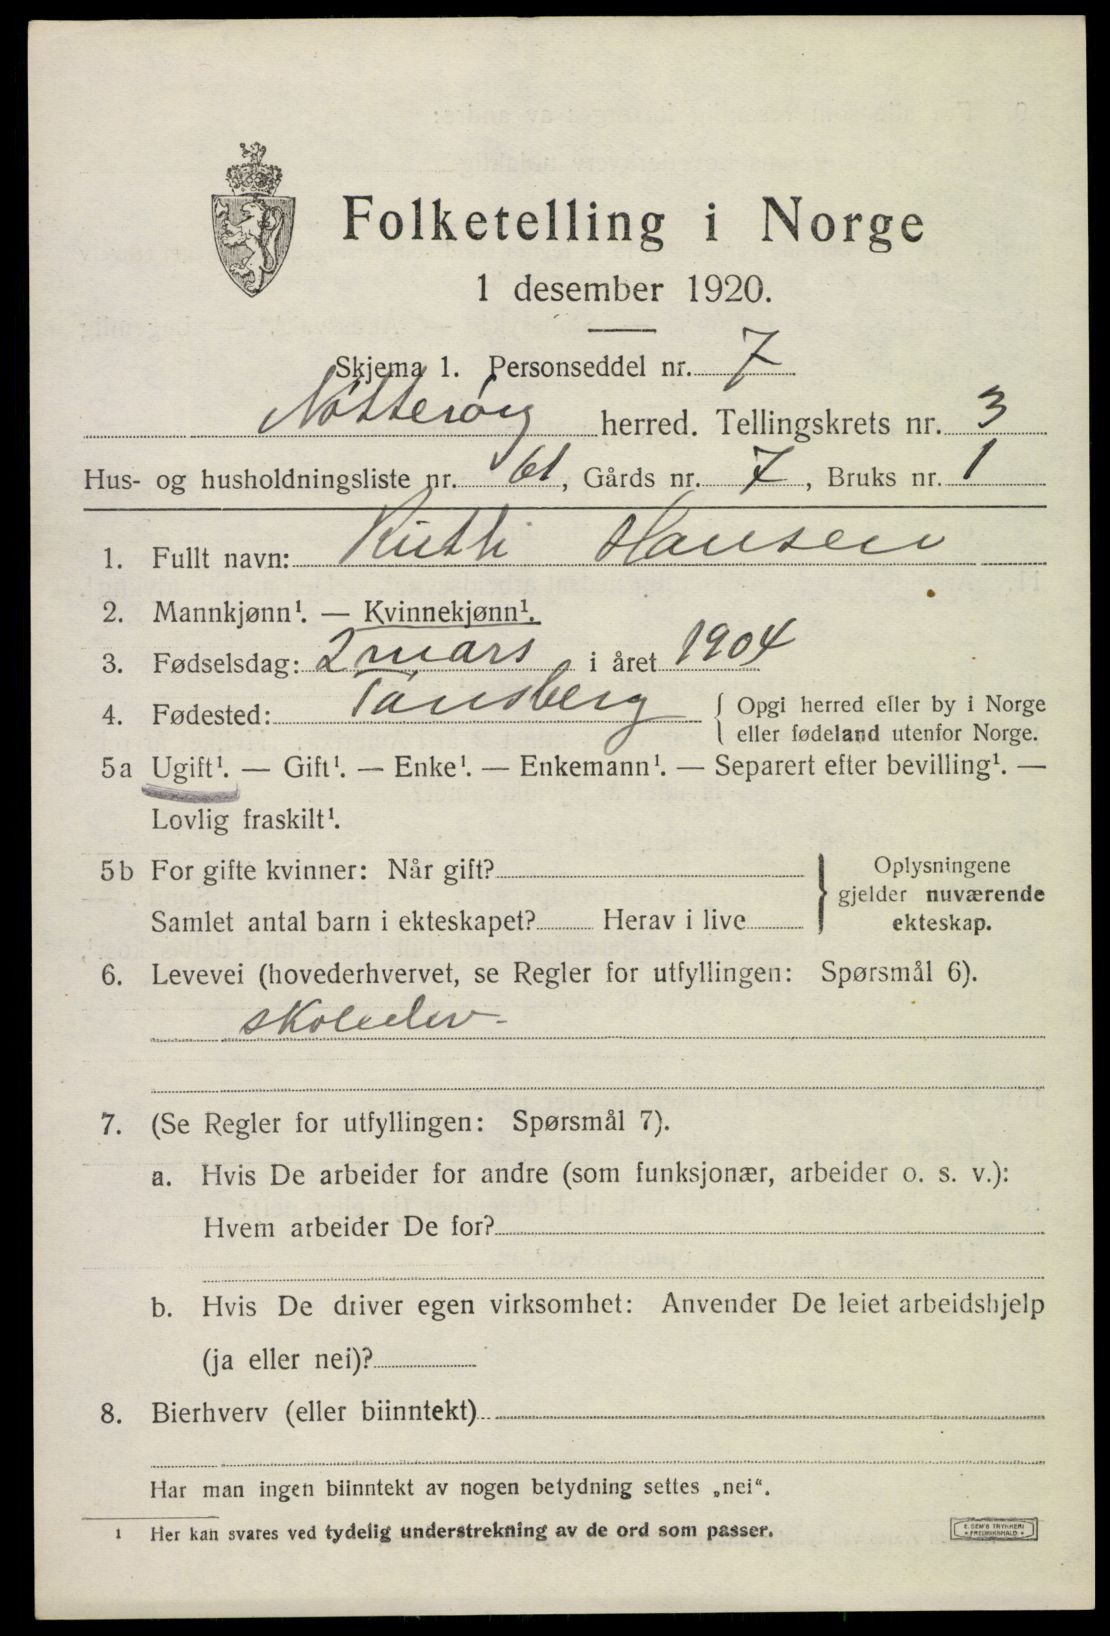 Folketelling i Norge
1 desember 1920.
Skjema 1. Personseddel nr. 7
Nötteröy herred. Tellingskrets nr. 3
Hus- og husholdningsliste nr. 61, Gårds nr. 7, Bruks nr. 1
1. Fullt navn: Ruth Hansen
2. Mannkjønn¹. — Kvinnekjønn¹.
3. Fødselsdag: 2 mars i året 1904
4. Fødested: Tönsberg { Opgi herred eller by i Norge
eller fødeland utenfor Norge.
5a Ugift¹. — Gift¹. — Enke¹. — Enkemann¹. — Separert efter bevilling¹. —
Lovlig fraskilt¹.
5b For gifte kvinner: Når gift?
Samlet antal barn i ekteskapet? Herav i live
} Oplysningene
gjelder nuværende
ekteskap.
6. Levevei (hovederhvervet, se Regler for utfyllingen: Spørsmål 6).
skoleelev
7. (Se Regler for utfyllingen: Spørsmål 7).
a. Hvis De arbeider for andre (som funksjonær, arbeider o. s. v.):
Hvem arbeider De for?
b. Hvis De driver egen virksomhet: Anvender De leiet arbeidshjelp
(ja eller nei)?
8. Bierhverv (eller biinntekt)
Har man ingen biinntekt av nogen betydning settes „nei“.
¹ Her kan svares ved tydelig understrekning av de ord som passer.
E. SEM'S TRYKKERI
• FREDRIKSHALD •